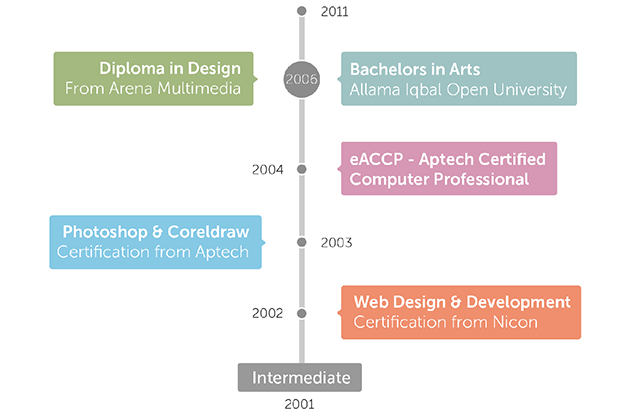 2011
Diploma in Design
From Arena Multimedia
2006
Bachelors in Arts
Allama Iqbal Open University
2004
eACCP - Aptech Certified
Computer Professional
Photoshop & Coreldraw
Certification from Aptech
2003
2002
Web Design & Development
Certification from Nicon
Intermediate
2001